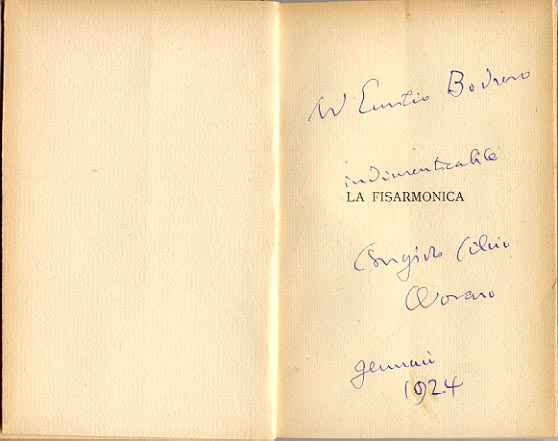 Emilio Bodrero
indimenticabile
LA FISARMONICA
Angiolo Silvio
Novaro
gennaio
1924